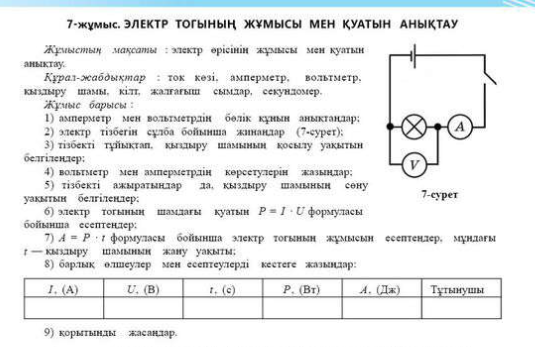 7-жұмыс. ЭЛЕКТР ТОГЫНЫҢ ЖҰМЫСЫ МЕН ҚУАТЫН АНЫҚТАУ
Жұмыстың мақсаты : электр өрісінің жұмысы мен қуатын
анықтау.
Құрал-жабдықтар : ток көзі, амперметр, вольтметр,
қыздыру шамы, кілт, жалғағыш сымдар, секундомер.
Жұмыс барысы :
1) амперметр мен вольтметрдің бөлік құнын анықтаңдар;
2) электр тізбегін сұлба бойынша жинаңдар (7-сурет);
3) тізбекті тұйықтап, қыздыру шамының қосылу уақытын
белгілеңдер;
4) вольтметр мен амперметрдің көрсетулерін жазыңдар;
5) тізбекті ажыратыңдар да, қыздыру шамының сөну
уақытын белгілеңдер;
6) электр тогының шамдағы қуатын P = I · U формуласы
бойынша есептеңдер;
7) A = P · t формуласы бойынша электр тогының жұмысын есептеңдер, мұндағы
t — қыздыру шамының жану уақыты;
8) барлық өлшеулер мен есептеулерді кестеге жазыңдар:
A
V
7-сурет
I, (А) U, (В) t, (с) P, (Вт) A, (Дж) Тұтынушы
9) қорытынды жасаңдар.